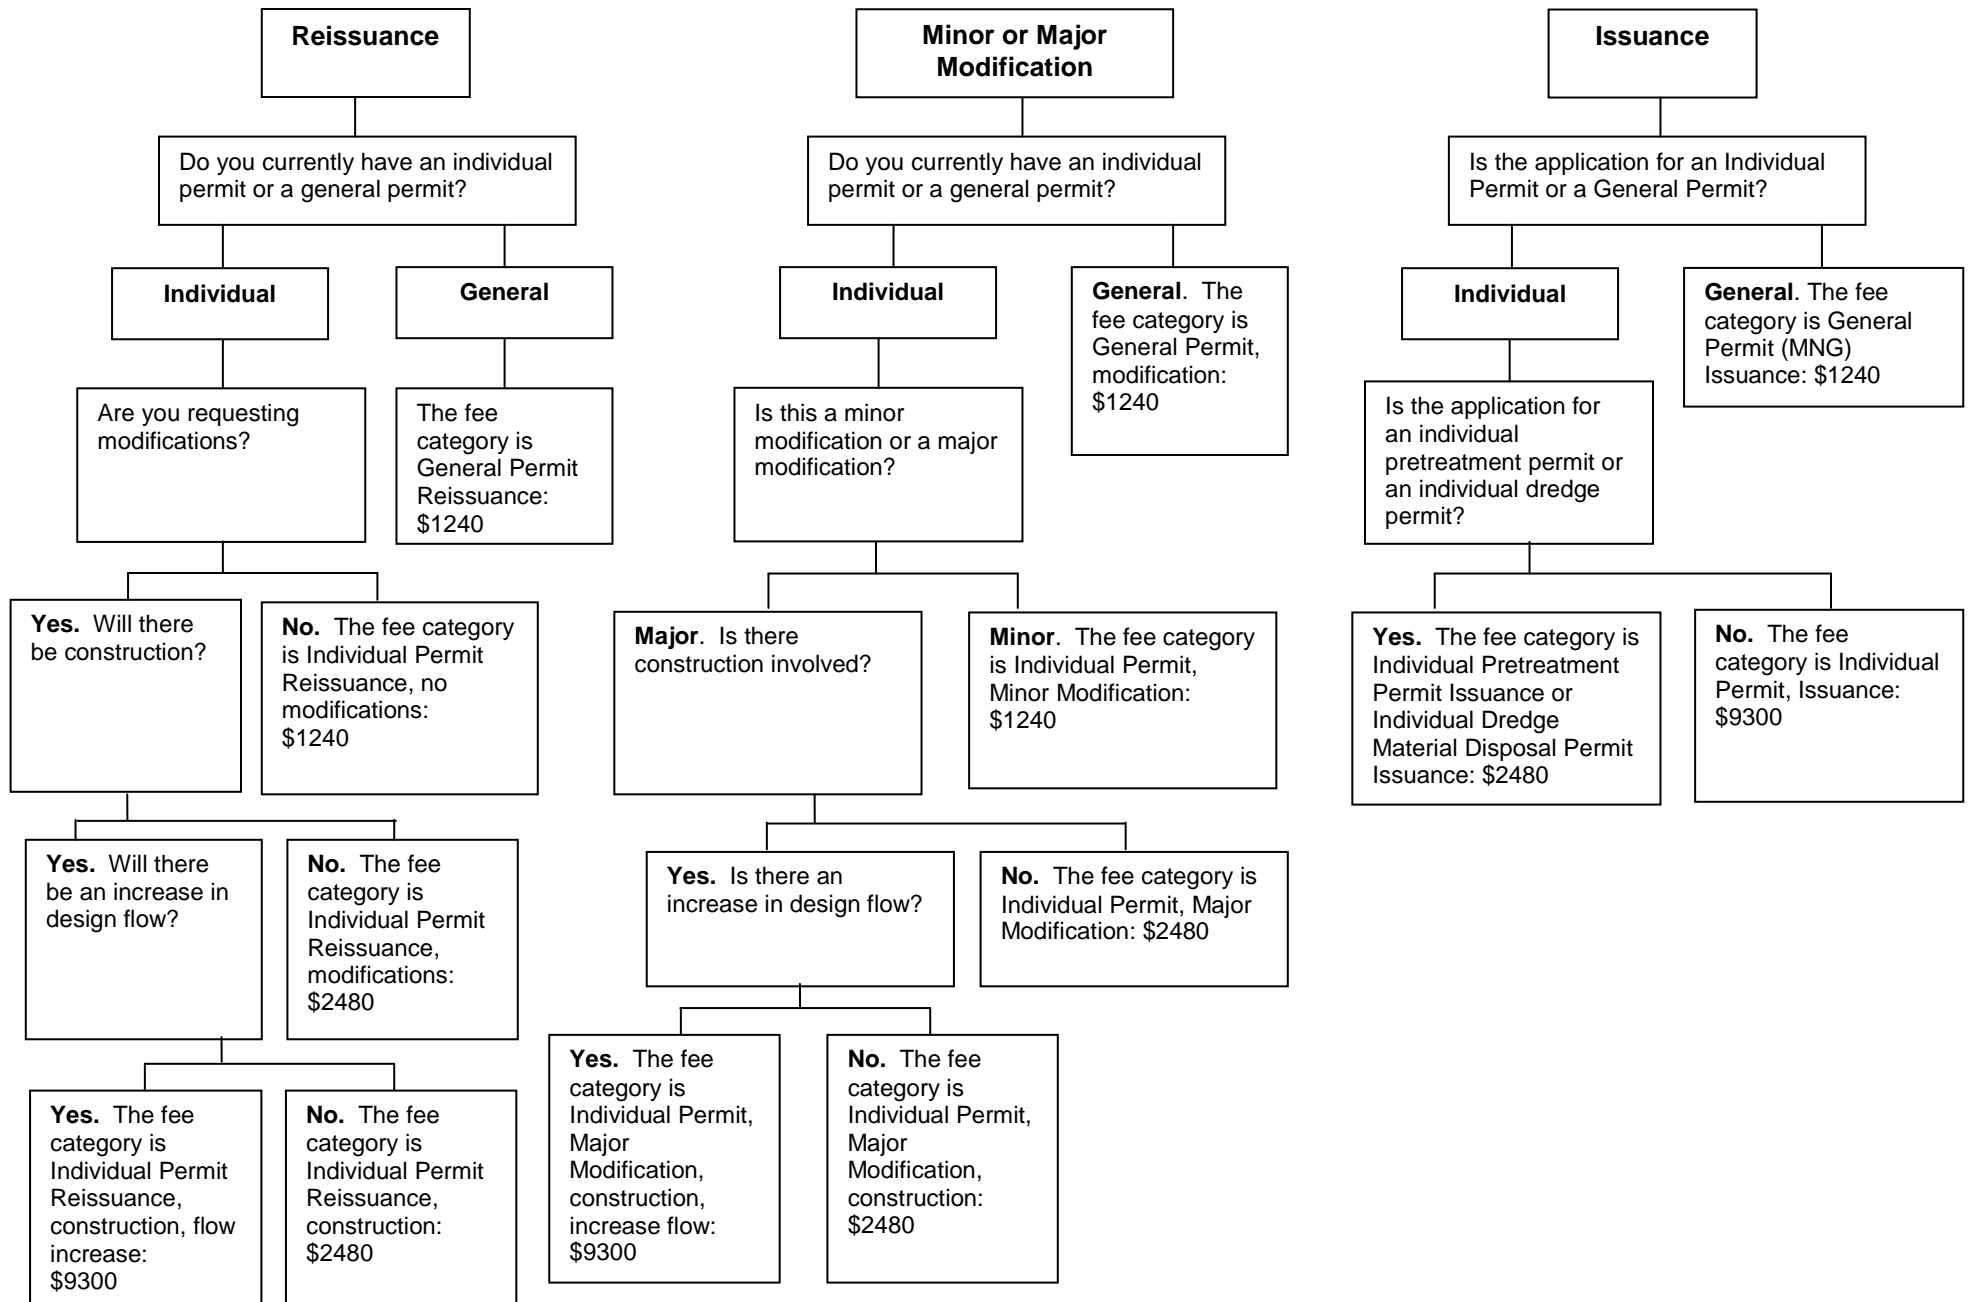 Reissuance
Do you currently have an individual
permit or a general permit?
Individual
General
Are you requesting
modifications?
The fee
category is
General Permit
Reissuance:
$1240
Yes. Will there
be construction?
No. The fee category
is Individual Permit
Reissuance, no
modifications:
$1240
Yes. Will there
be an increase in
design flow?
No. The fee
category is
Individual Permit
Reissuance,
modifications:
$2480
Yes. The fee
category is
Individual Permit
Reissuance,
construction, flow
increase:
$9300
No. The fee
category is
Individual Permit
Reissuance,
construction:
$2480
Minor or Major
Modification
Do you currently have an individual
permit or a general permit?
Individual
General. The
fee category is
General Permit,
modification:
$1240
Is this a minor
modification or a major
modification?
Major. Is there
construction involved?
Minor. The fee category
is Individual Permit,
Minor Modification:
$1240
Yes. Is there an
increase in design flow?
No. The fee category is
Individual Permit, Major
Modification: $2480
Yes. The fee
category is
Individual Permit,
Major
Modification,
construction,
increase flow:
$9300
No. The fee
category is
Individual Permit,
Major
Modification,
construction:
$2480
Issuance
Is the application for an Individual
Permit or a General Permit?
Individual
General. The fee
category is General
Permit (MNG)
Issuance: $1240
Is the application for
an individual
pretreatment permit or
an individual dredge
permit?
Yes. The fee category is
Individual Pretreatment
Permit Issuance or
Individual Dredge
Material Disposal Permit
Issuance: $2480
No. The fee
category is Individual
Permit, Issuance:
$9300